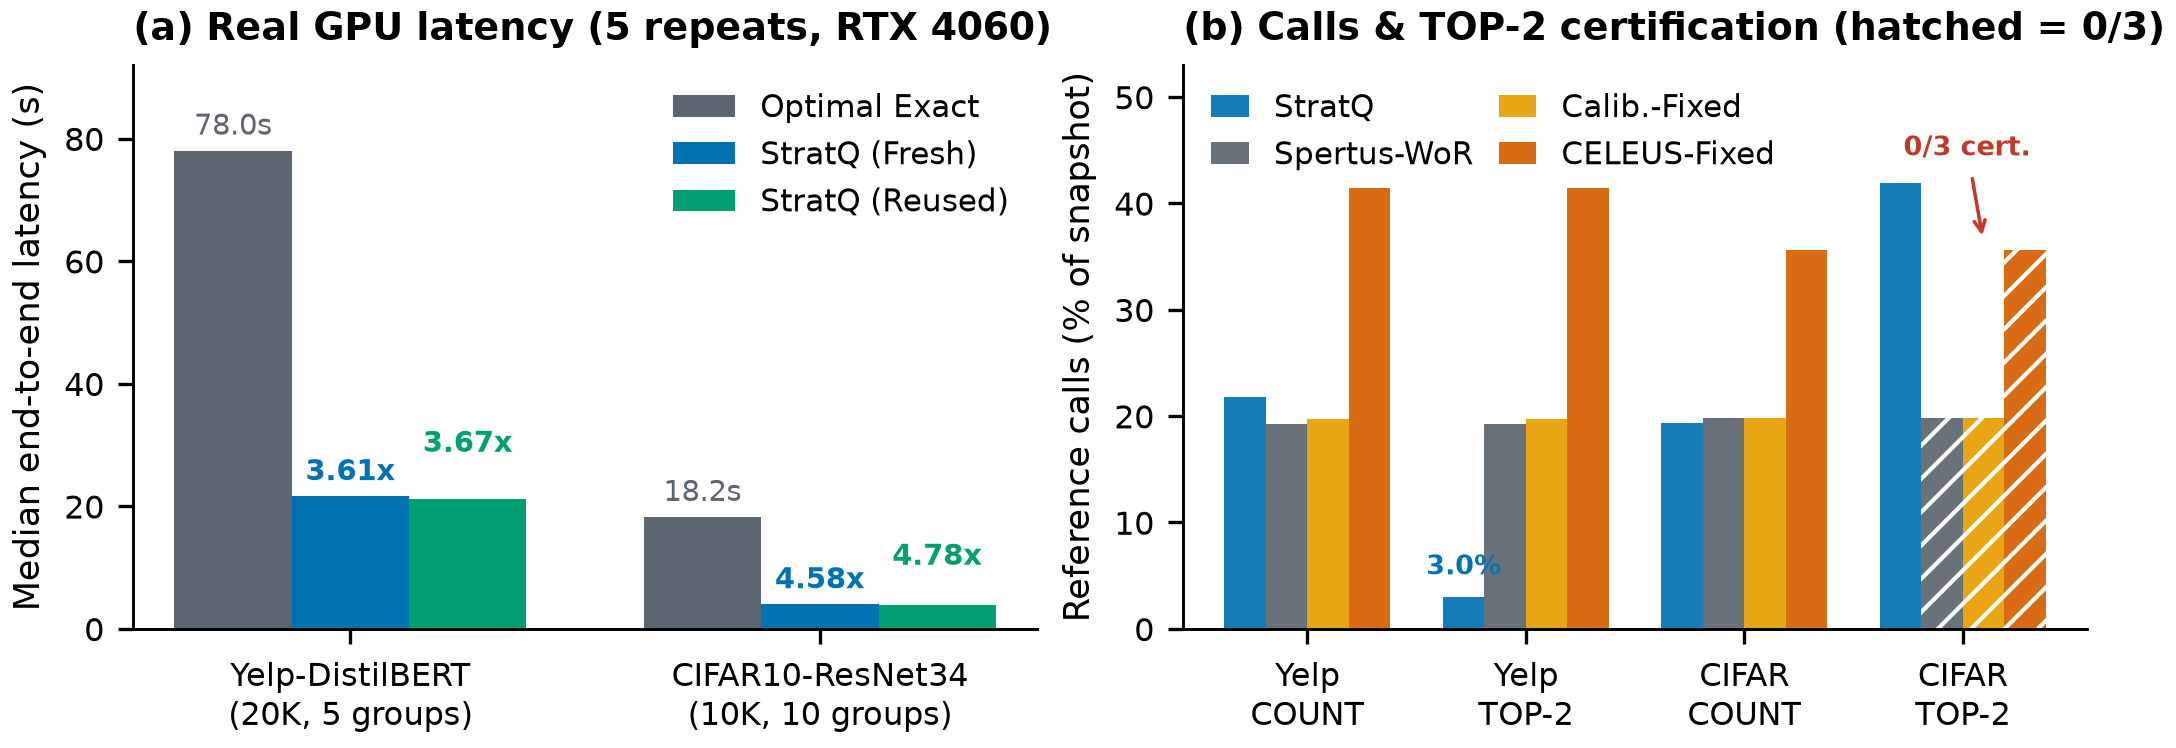 (a) Real GPU latency (5 repeats, RTX 4060)
Median end-to-end latency (s)
80
60
40
20
0
78.0s
3.61x
3.67x
18.2s
4.58x
4.78x
Optimal Exact
StratQ (Fresh)
StratQ (Reused)
Yelp-DistilBERT
(20K, 5 groups)
CIFAR10-ResNet34
(10K, 10 groups)
(b) Calls & TOP-2 certification (hatched = 0/3)
Reference calls (% of snapshot)
50
40
30
20
10
0
StratQ
Spertus-WoR
Calib.-Fixed
CELEUS-Fixed
0/3 cert.
3.0%
Yelp
COUNT
Yelp
TOP-2
CIFAR
COUNT
CIFAR
TOP-2